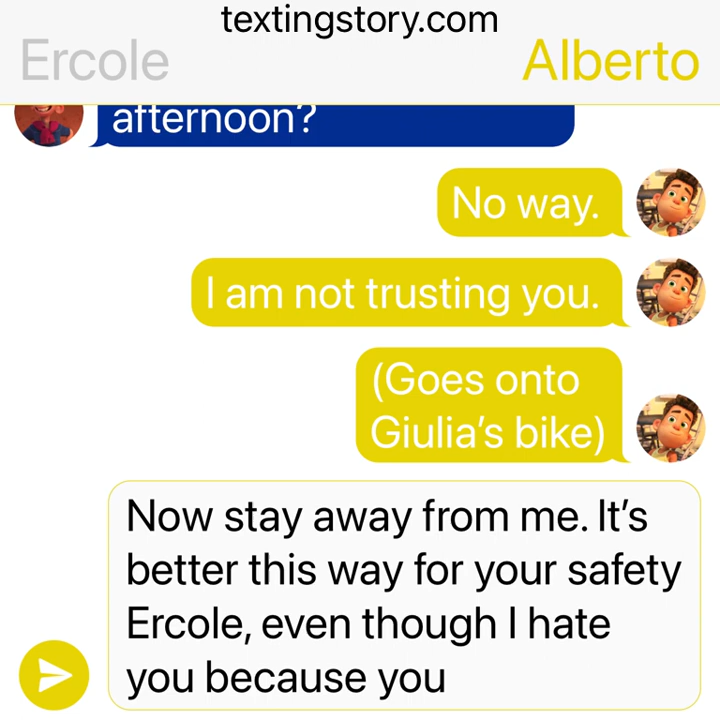 textingstory.com
Ercole
Alberto
afternoon?
No way.
I am not trusting you.
(Goes onto
Giulia’s bike)
Now stay away from me. It’s
better this way for your safety
Ercole, even though I hate
you because you